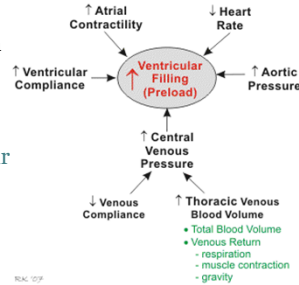 ↑ Atrial
Contractility
↓ Heart
Rate
↑ Ventricular
Compliance
↑ Ventricular
Filling
(Preload)
↑ Aortic
Pressure
↑ Central
Venous
Pressure
r
↓ Venous
Compliance
↑ Thoracic Venous
Blood Volume
• Total Blood Volume
• Venous Return
- respiration
- muscle contraction
- gravity